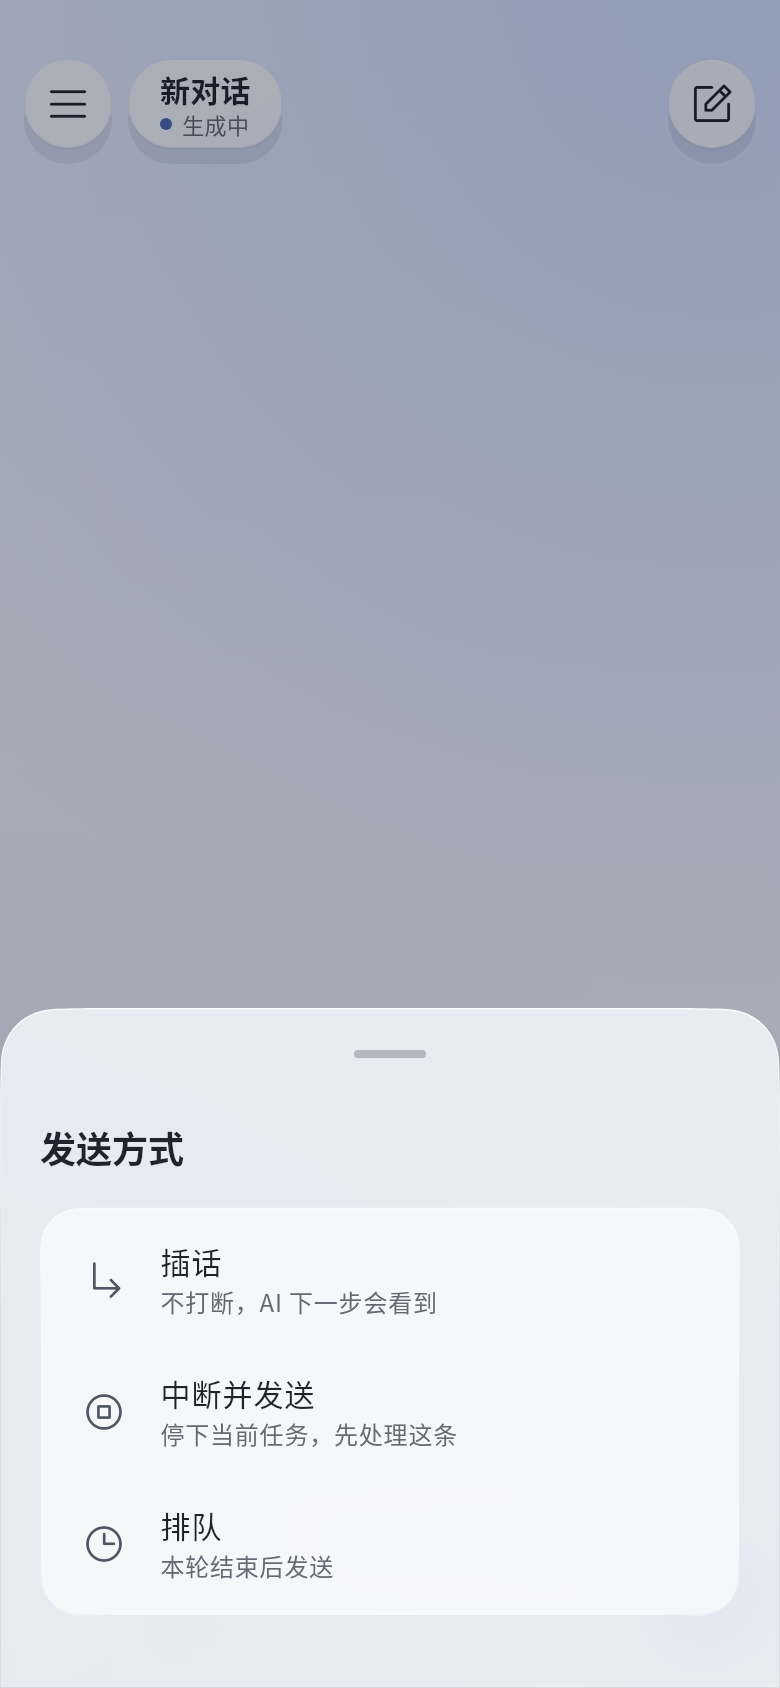 新对话
生成中
发送方式
插话
不打断，AI 下一步会看到
中断并发送
停下当前任务，先处理这条
排队
本轮结束后发送